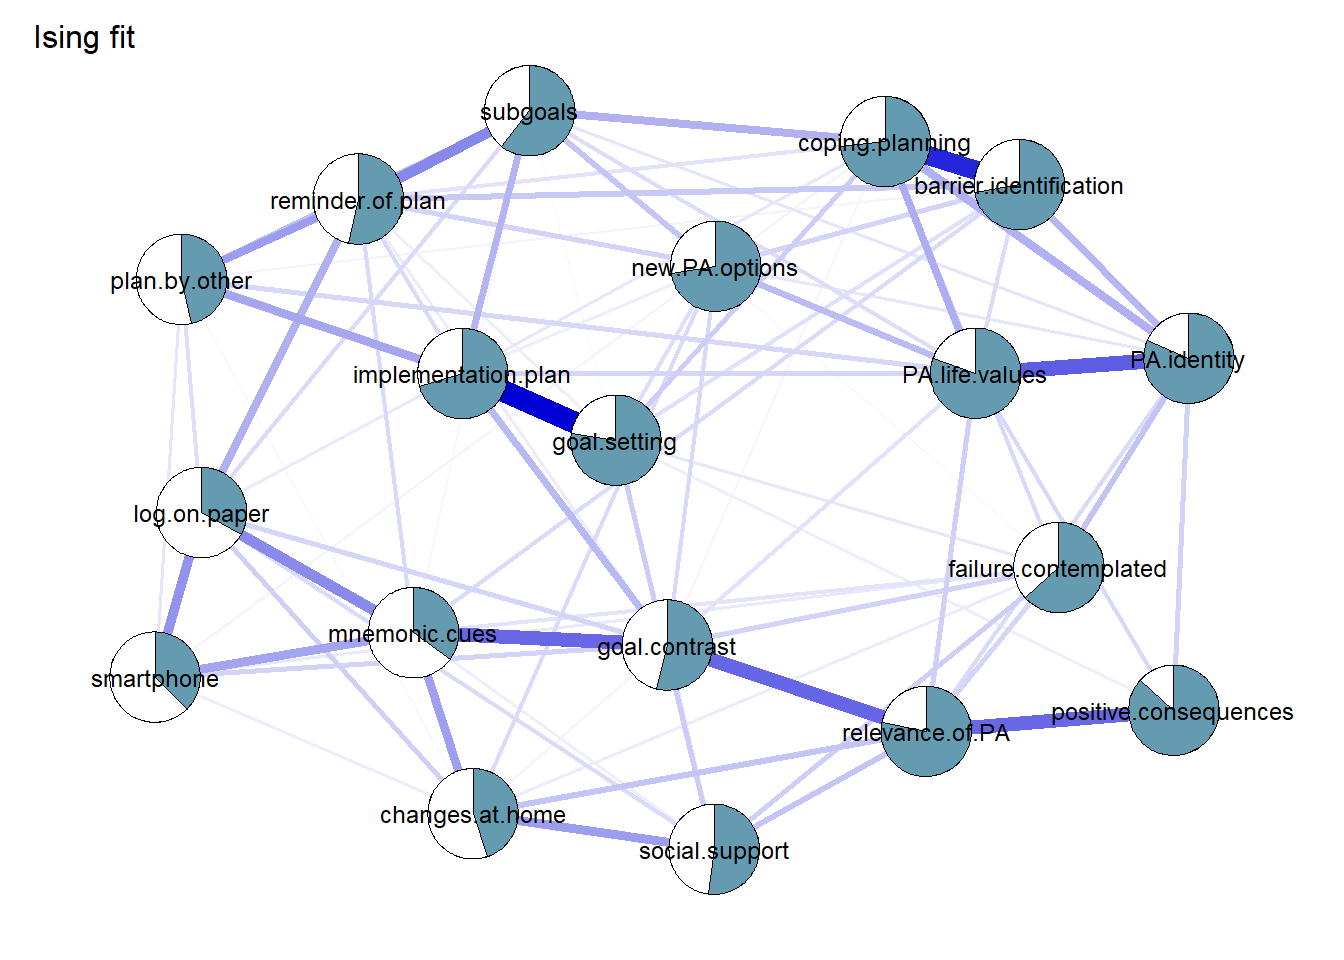 Ising fit
subgoals
coping.planning
barrier.identification
reminder.of.plan
new.PA.options
plan.by.other
implementation.plan
PA.life.values
PA.identity
goal.setting
log.on.paper
failure.contemplated
mnemonic.cues
goal.contrast
smartphone
positive.consequences
relevance.of.PA
changes.at.home
social.support